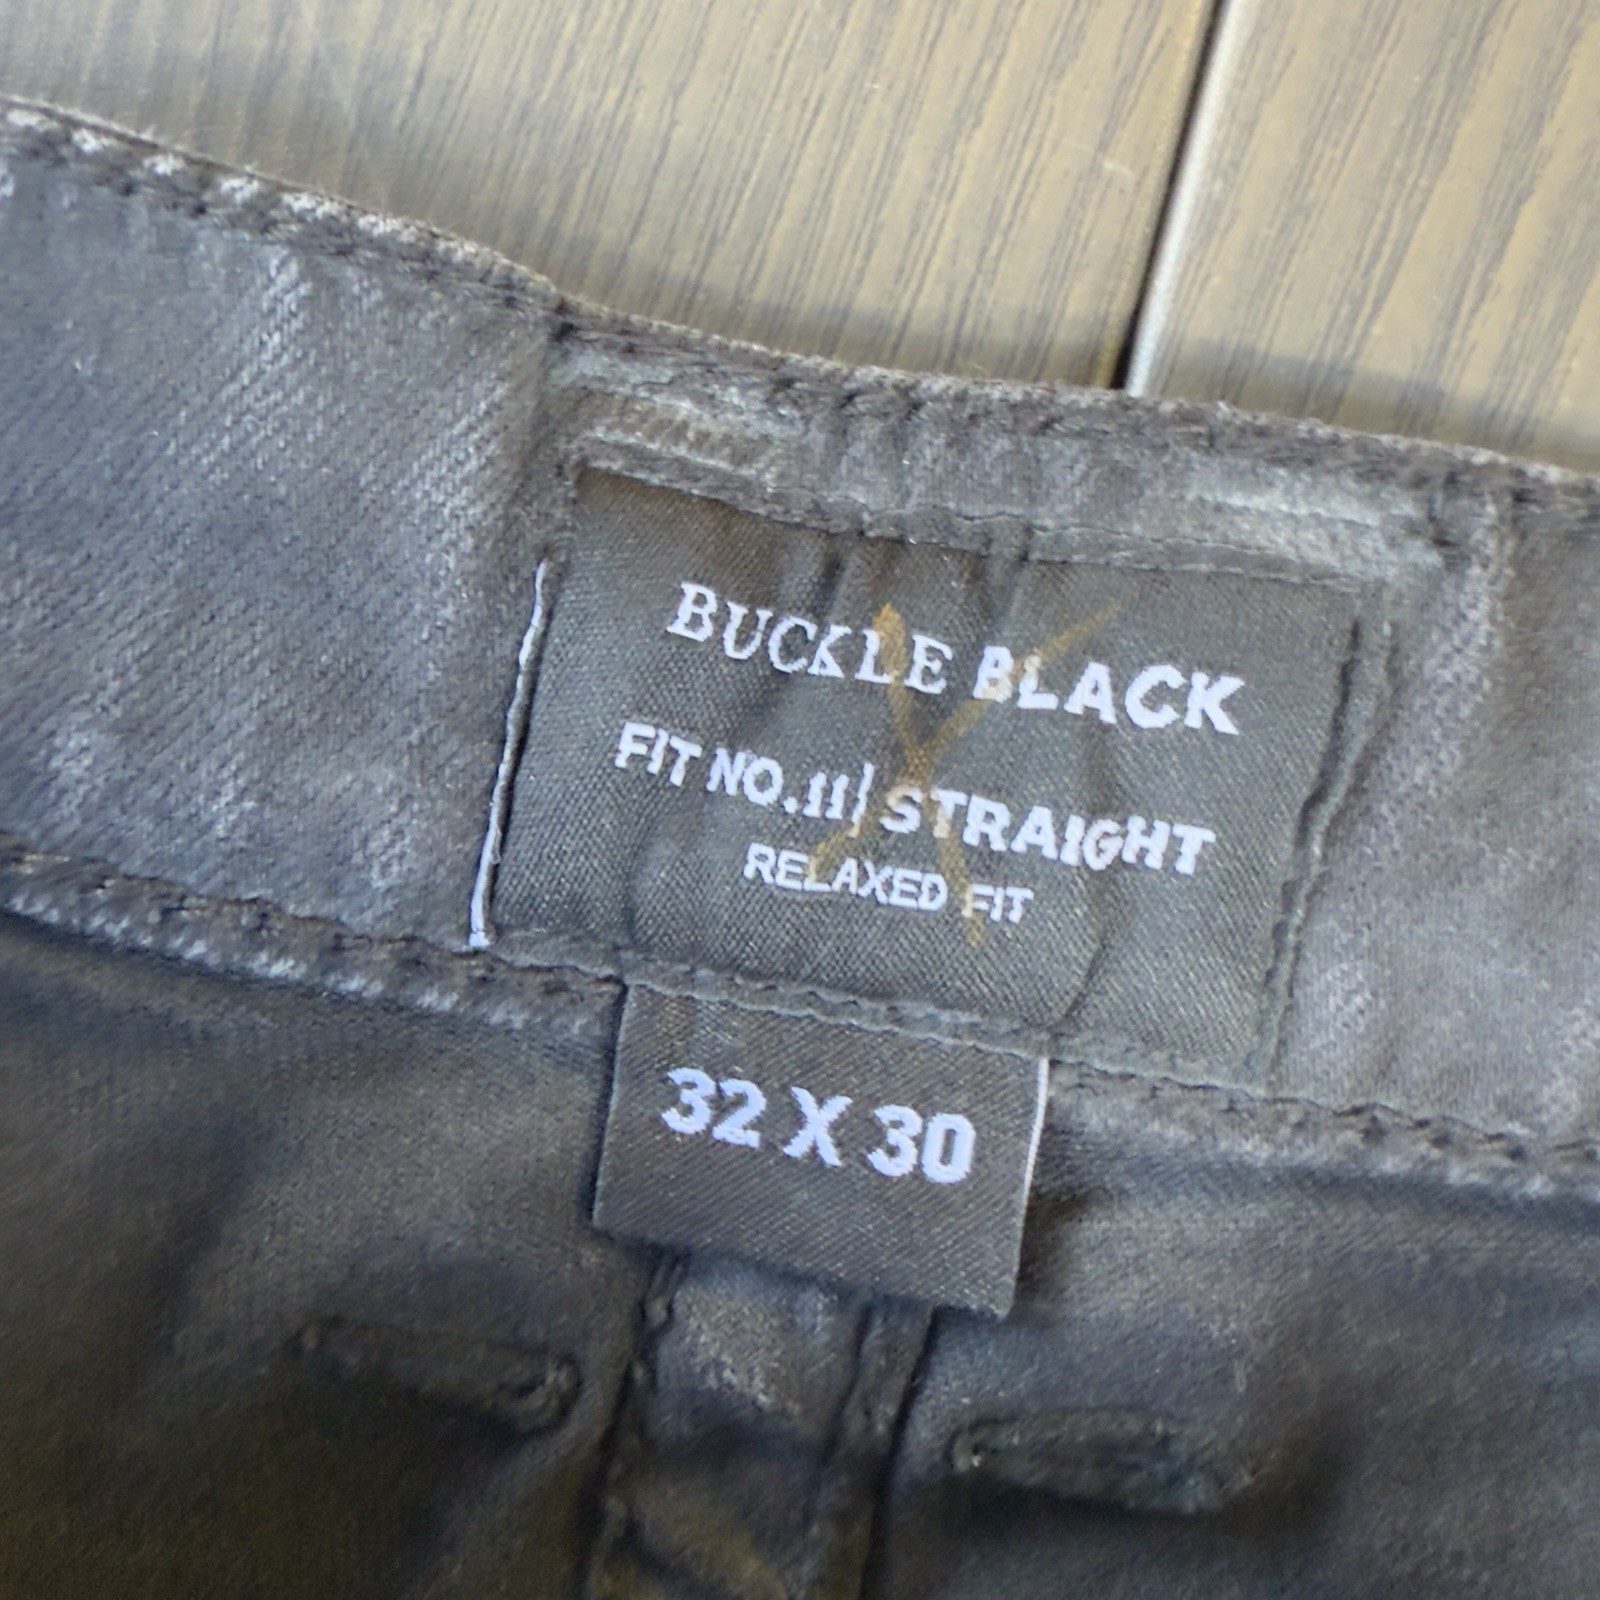 BUCKLE BLACK
FIT NO.11/ STRAIGHT
RELAXED FIT
32 X 30